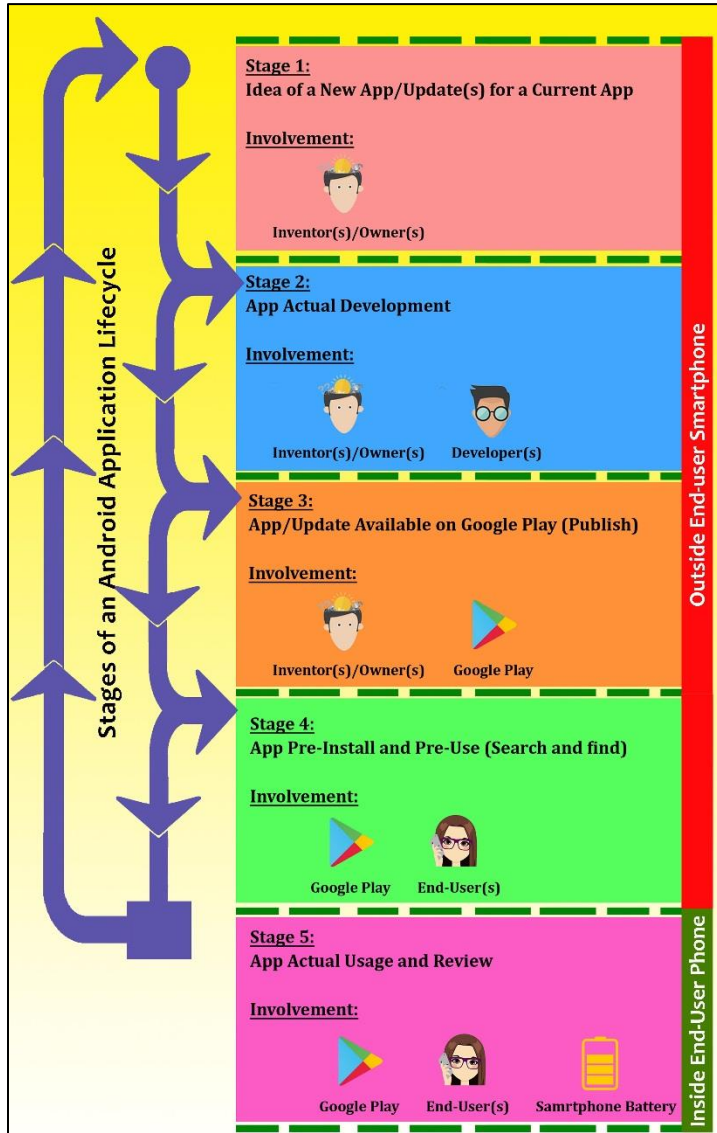 Stages of an Android Application Lifecycle
Stage 1:
Idea of a New App/Update(s) for a Current App
Involvement:
Inventor(s)/Owner(s)
Stage 2:
App Actual Development
Involvement:
Inventor(s)/Owner(s) Developer(s)
Stage 3:
App/Update Available on Google Play (Publish)
Involvement:
Inventor(s)/Owner(s) Google Play
Stage 4:
App Pre-Install and Pre-Use (Search and find)
Involvement:
Google Play End-User(s)
Stage 5:
App Actual Usage and Review
Involvement:
Google Play End-User(s) Samrtphone Battery
Outside End-user Smartphone
Inside End-User Phone